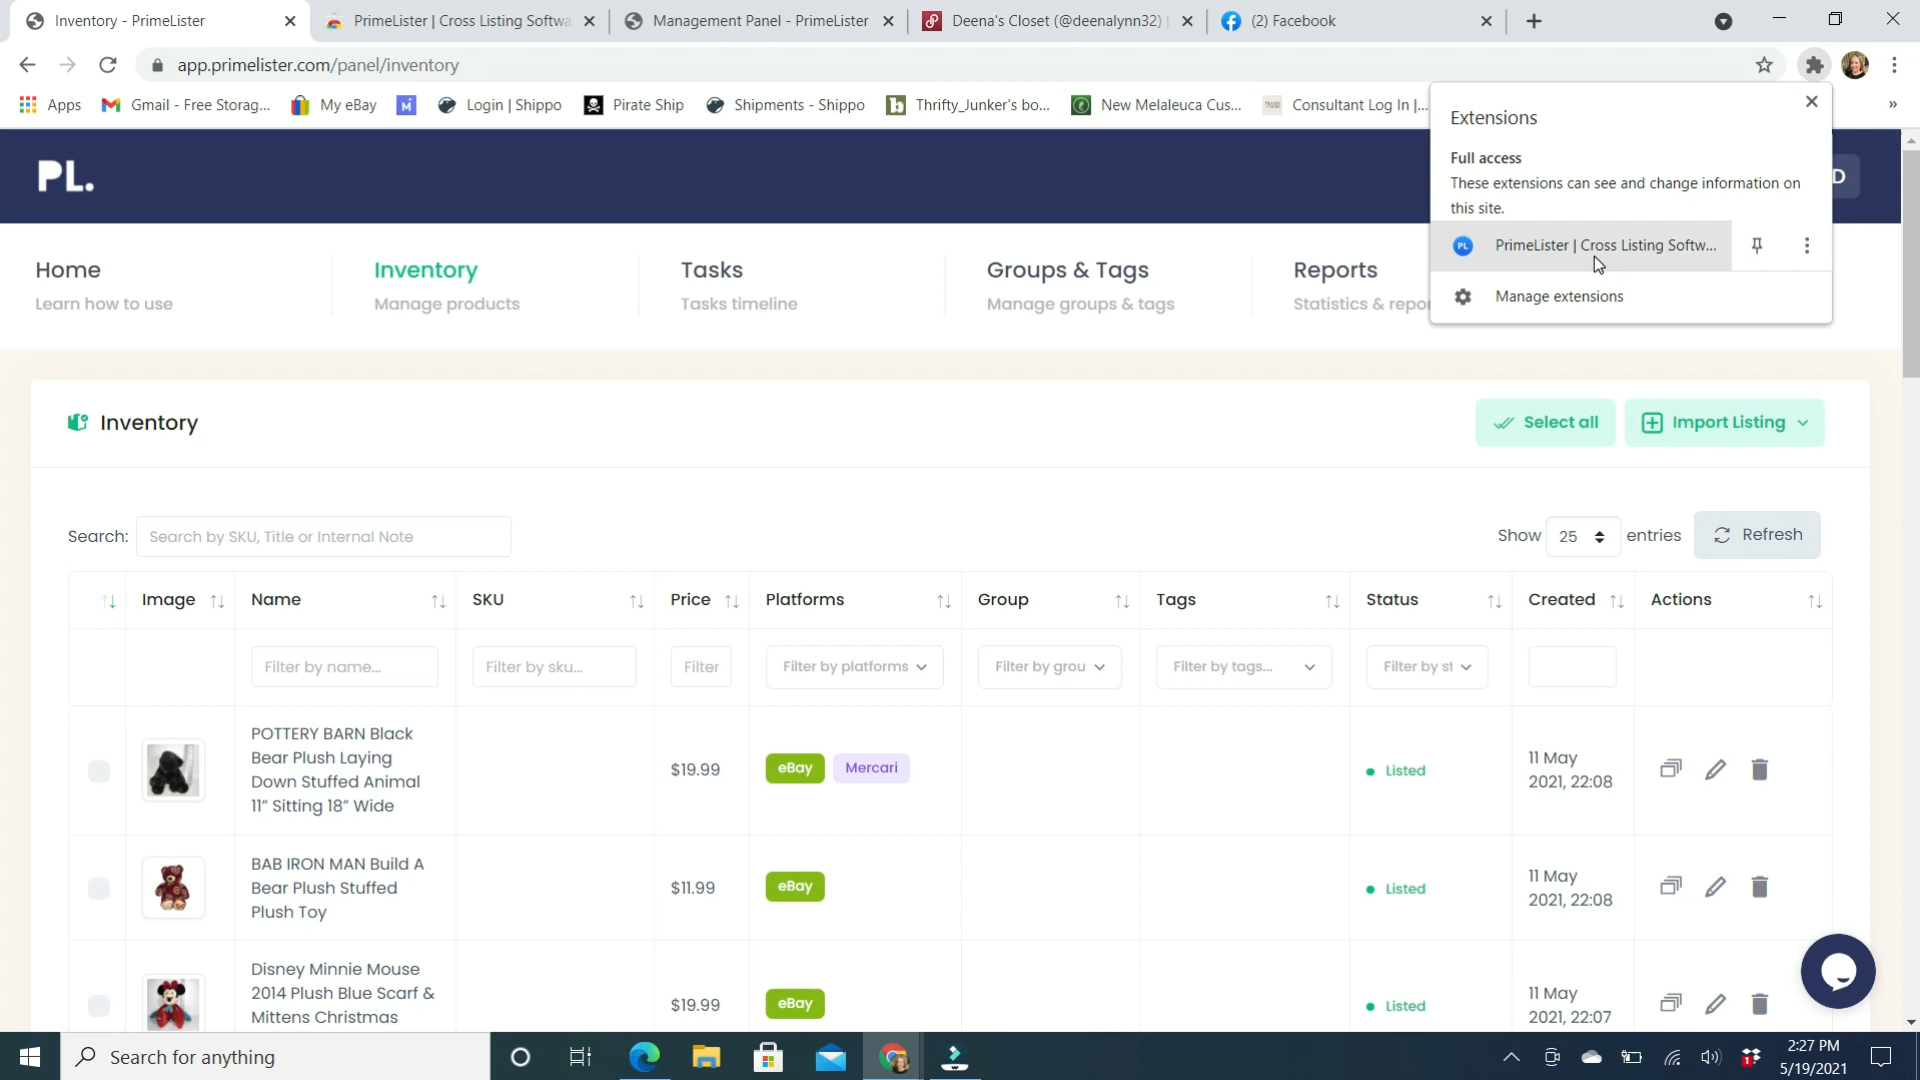 Inventory - PrimeLister
PrimeLister | Cross Listing Softwa
Management Panel - PrimeLister
Deena's Closet (@deenalynn32) |
(2) Facebook
app.primelister.com/panel/inventory
Apps
Gmail - Free Storag...
My eBay
Login | Shippo
Pirate Ship
Shipments - Shippo
Thrifty_Junker's bo...
New Melaleuca Cus...
Consultant Log In |...
»
Extensions
Full access
These extensions can see and change information on
this site.
PL
PrimeLister | Cross Listing Softw...
Manage extensions
PL.
D
Home
Learn how to use
Inventory
Manage products
Tasks
Tasks timeline
Groups & Tags
Manage groups & tags
Reports
Statistics & repor
Inventory
Select all
Import Listing
Search:
Search by SKU, Title or Internal Note
Show
25
entries
Refresh
Image
Name
SKU
Price
Platforms
Group
Tags
Status
Created
Actions
Filter by name...
Filter by sku...
Filter
Filter by platforms
Filter by grou
Filter by tags...
Filter by st
POTTERY BARN Black
Bear Plush Laying
Down Stuffed Animal
11” Sitting 18” Wide
$19.99
eBay
Mercari
Listed
11 May
2021, 22:08
BAB IRON MAN Build A
Bear Plush Stuffed
Plush Toy
$11.99
eBay
Listed
11 May
2021, 22:08
Disney Minnie Mouse
2014 Plush Blue Scarf &
Mittens Christmas
$19.99
eBay
Listed
11 May
2021, 22:07
Search for anything
2:27 PM
5/19/2021